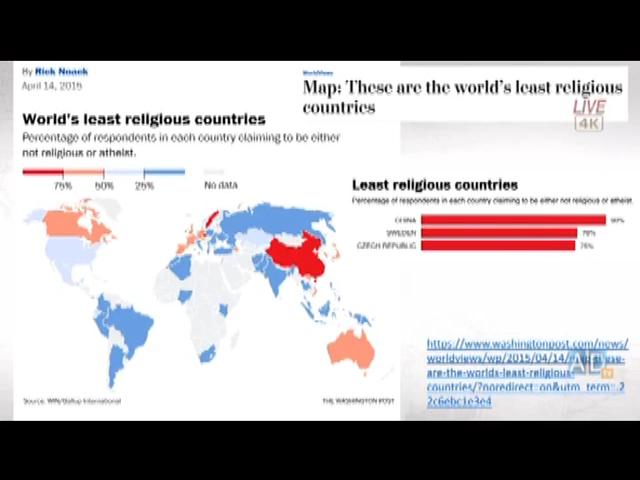 By Rick Noack
April 14, 2015
WorldViews
Map: These are the world's least religious
countries
LIVE
4K
World's least religious countries
Percentage of respondents in each country claiming to be either
not religious or atheist.
75% 50% 25% No data
Least religious countries
Percentage of respondents in each country claiming to be either not religious or atheist.
CHINA 90%
SWEDEN 76%
CZECH REPUBLIC 75%
https://www.washingtonpost.com/news/
worldviews/wp/2015/04/14/
are-the-worlds-least-religious-
countries/?noredirect=on&utm_term=.2
2c6ebc1e3e4
Source: WIN/Gallup International
THE WASHINGTON POST